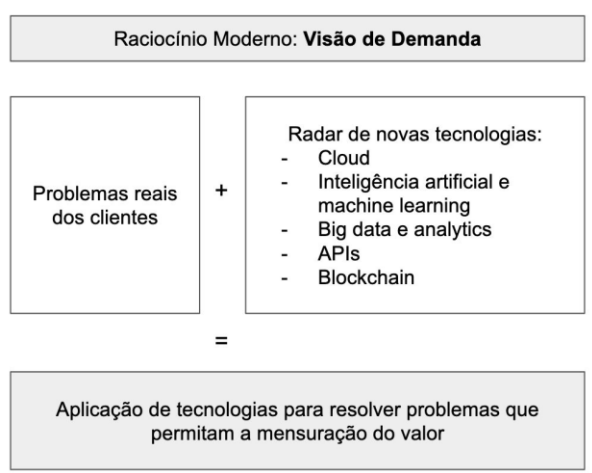 Raciocínio Moderno: Visão de Demanda
Problemas reais
dos clientes
+
Radar de novas tecnologias:
- Cloud
- Inteligência artificial e
machine learning
- Big data e analytics
- APIs
- Blockchain
=
Aplicação de tecnologias para resolver problemas que
permitam a mensuração do valor